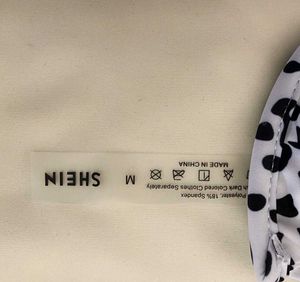 SHEIN
M
MADE IN CHINA
Dark Colored Clothes Separately
Polyester, 18% Spandex